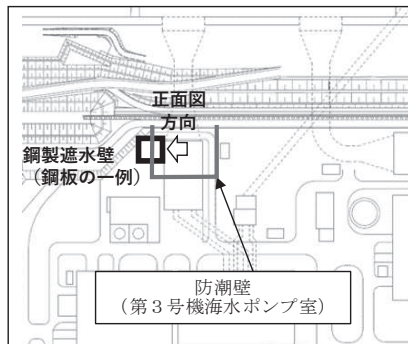 正面図
方向
鋼製遮水壁
（鋼板の一例）
防潮壁
（第３号機海水ポンプ室）